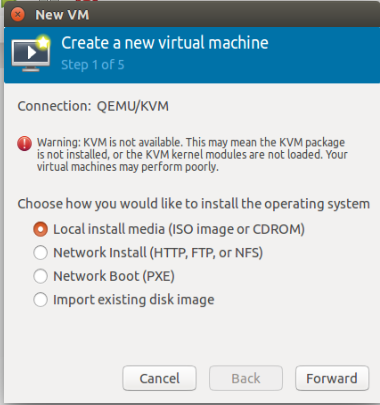 New VM
Create a new virtual machine
Step 1 of 5
Connection: QEMU/KVM
Warning: KVM is not available. This may mean the KVM package
is not installed, or the KVM kernel modules are not loaded. Your
virtual machines may perform poorly.
Choose how you would like to install the operating system
Local install media (ISO image or CDROM)
Network Install (HTTP, FTP, or NFS)
Network Boot (PXE)
Import existing disk image
Cancel Back Forward